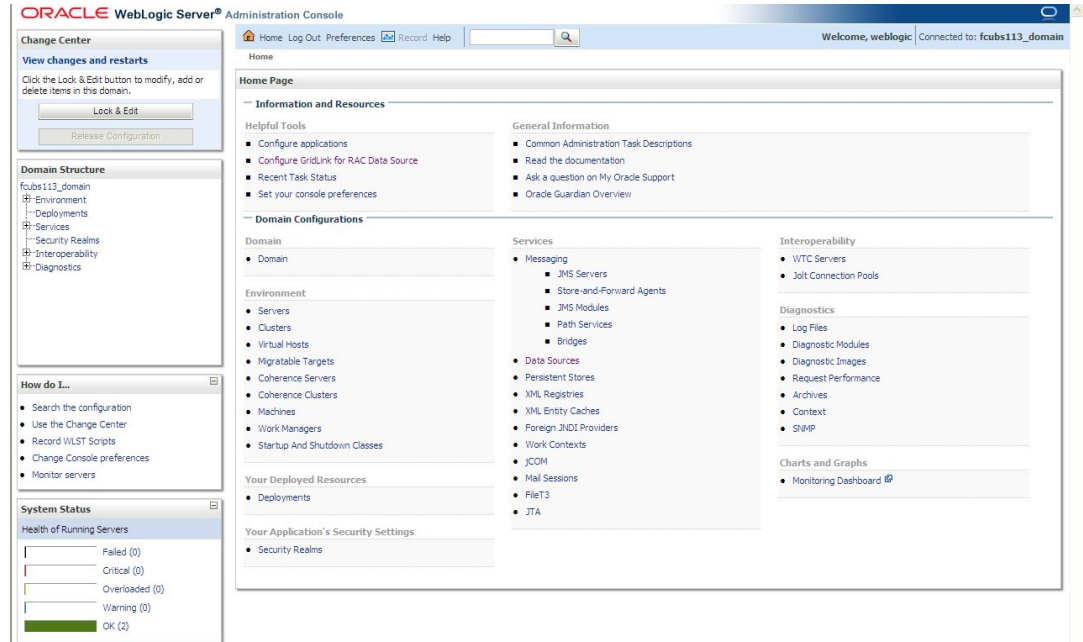 ORACLE WebLogic Server® Administration Console
Change Center
View changes and restarts
Click the Lock & Edit button to modify, add or
delete items in this domain.
Lock & Edit
Release Configuration
Domain Structure
fcubs113_domain
Environment
Deployments
Services
Security Realms
Interoperability
Diagnostics
How do I...
Search the configuration
Use the Change Center
Record WLST Scripts
Change Console preferences
Monitor servers
System Status
Health of Running Servers
Failed (0)
Critical (0)
Overloaded (0)
Warning (0)
OK (2)
Home Log Out Preferences Record Help
Welcome, weblogic Connected to: fcubs113_domain
Home
Home Page
Information and Resources
Helpful Tools
Configure applications
Configure GridLink for RAC Data Source
Recent Task Status
Set your console preferences
General Information
Common Administration Task Descriptions
Read the documentation
Ask a question on My Oracle Support
Oracle Guardian Overview
Domain Configurations
Domain
Domain
Environment
Servers
Clusters
Virtual Hosts
Migratable Targets
Coherence Servers
Coherence Clusters
Machines
Work Managers
Startup And Shutdown Classes
Your Deployed Resources
Deployments
Your Application's Security Settings
Security Realms
Services
Messaging
JMS Servers
Store-and-Forward Agents
JMS Modules
Path Services
Bridges
Data Sources
Persistent Stores
XML Registries
XML Entity Caches
Foreign JNDI Providers
Work Contexts
jCOM
Mail Sessions
FileT3
JTA
Interoperability
WTC Servers
Jolt Connection Pools
Diagnostics
Log Files
Diagnostic Modules
Diagnostic Images
Request Performance
Archives
Context
SNMP
Charts and Graphs
Monitoring Dashboard